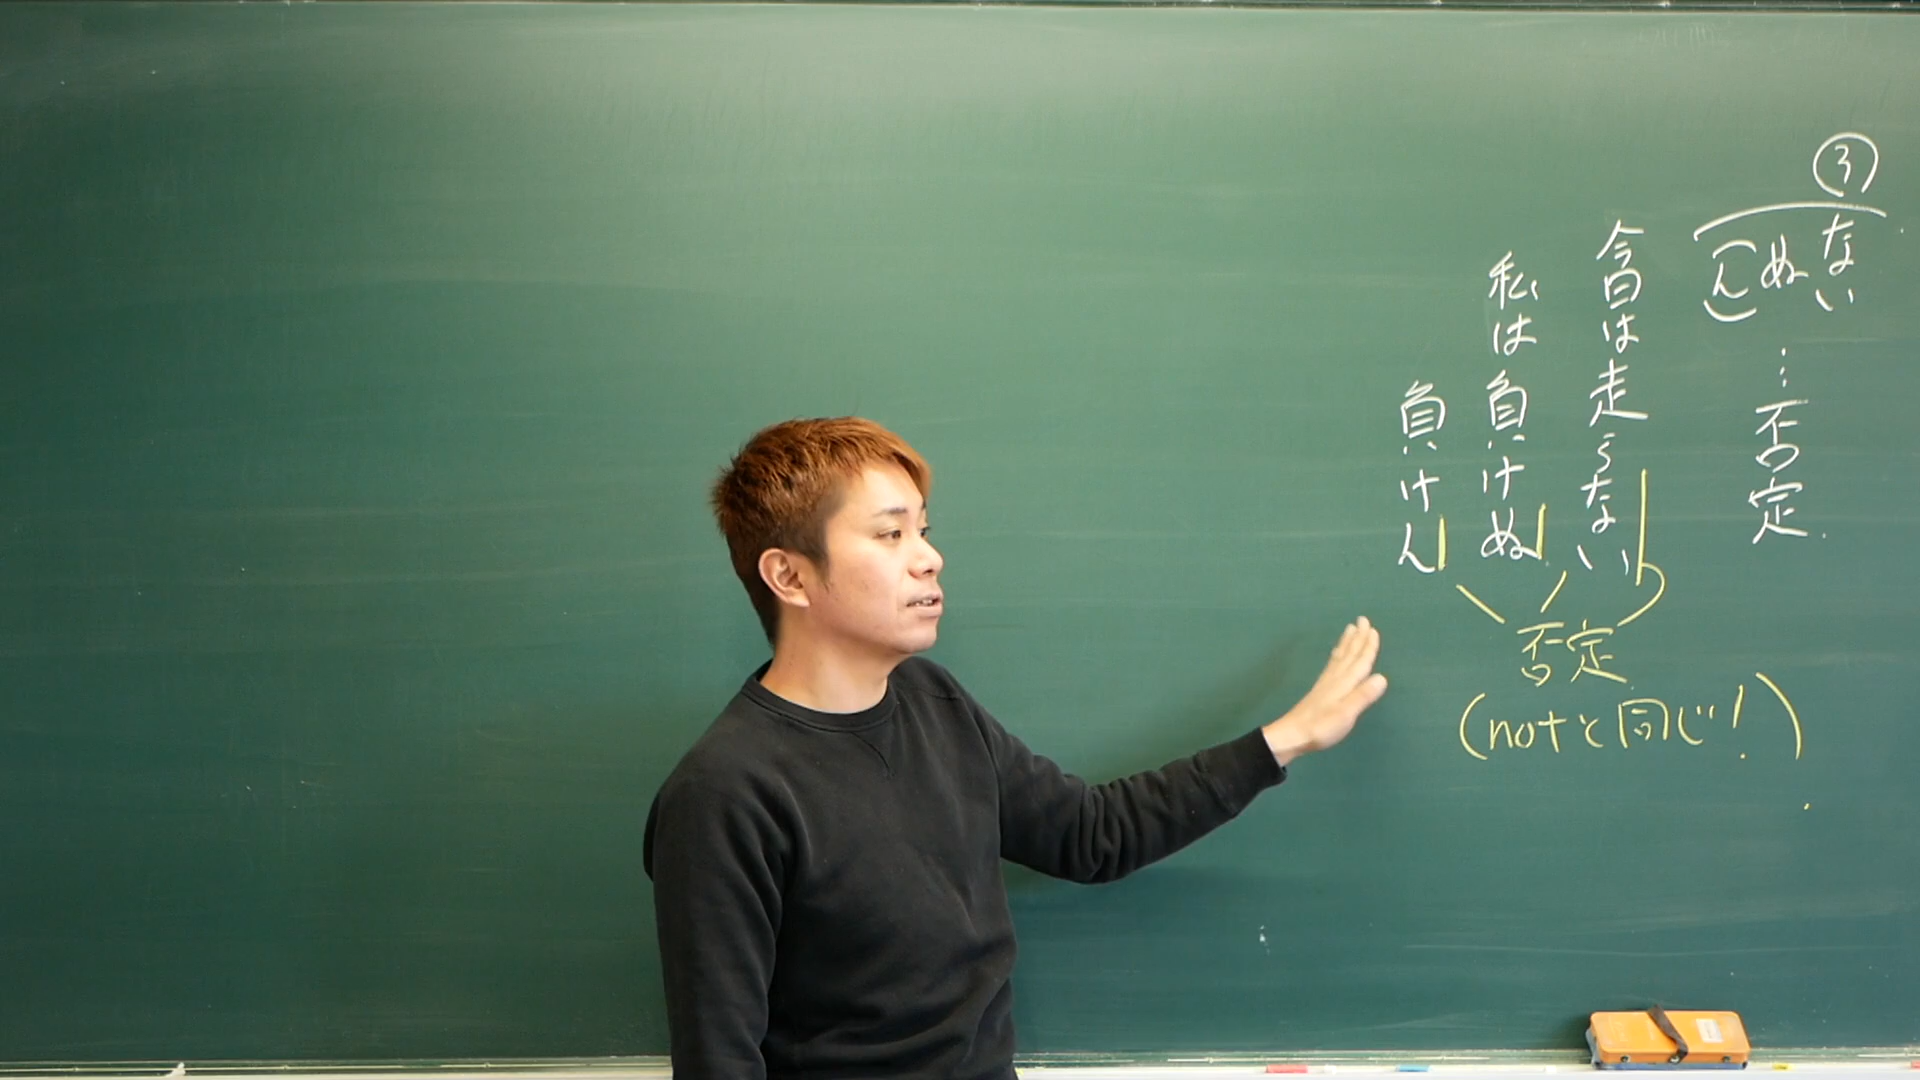 ③
ない
ぬ
(ん)
…否定.
今日は走らない
私は負けぬ
負けん
否定
(notと同じ!)